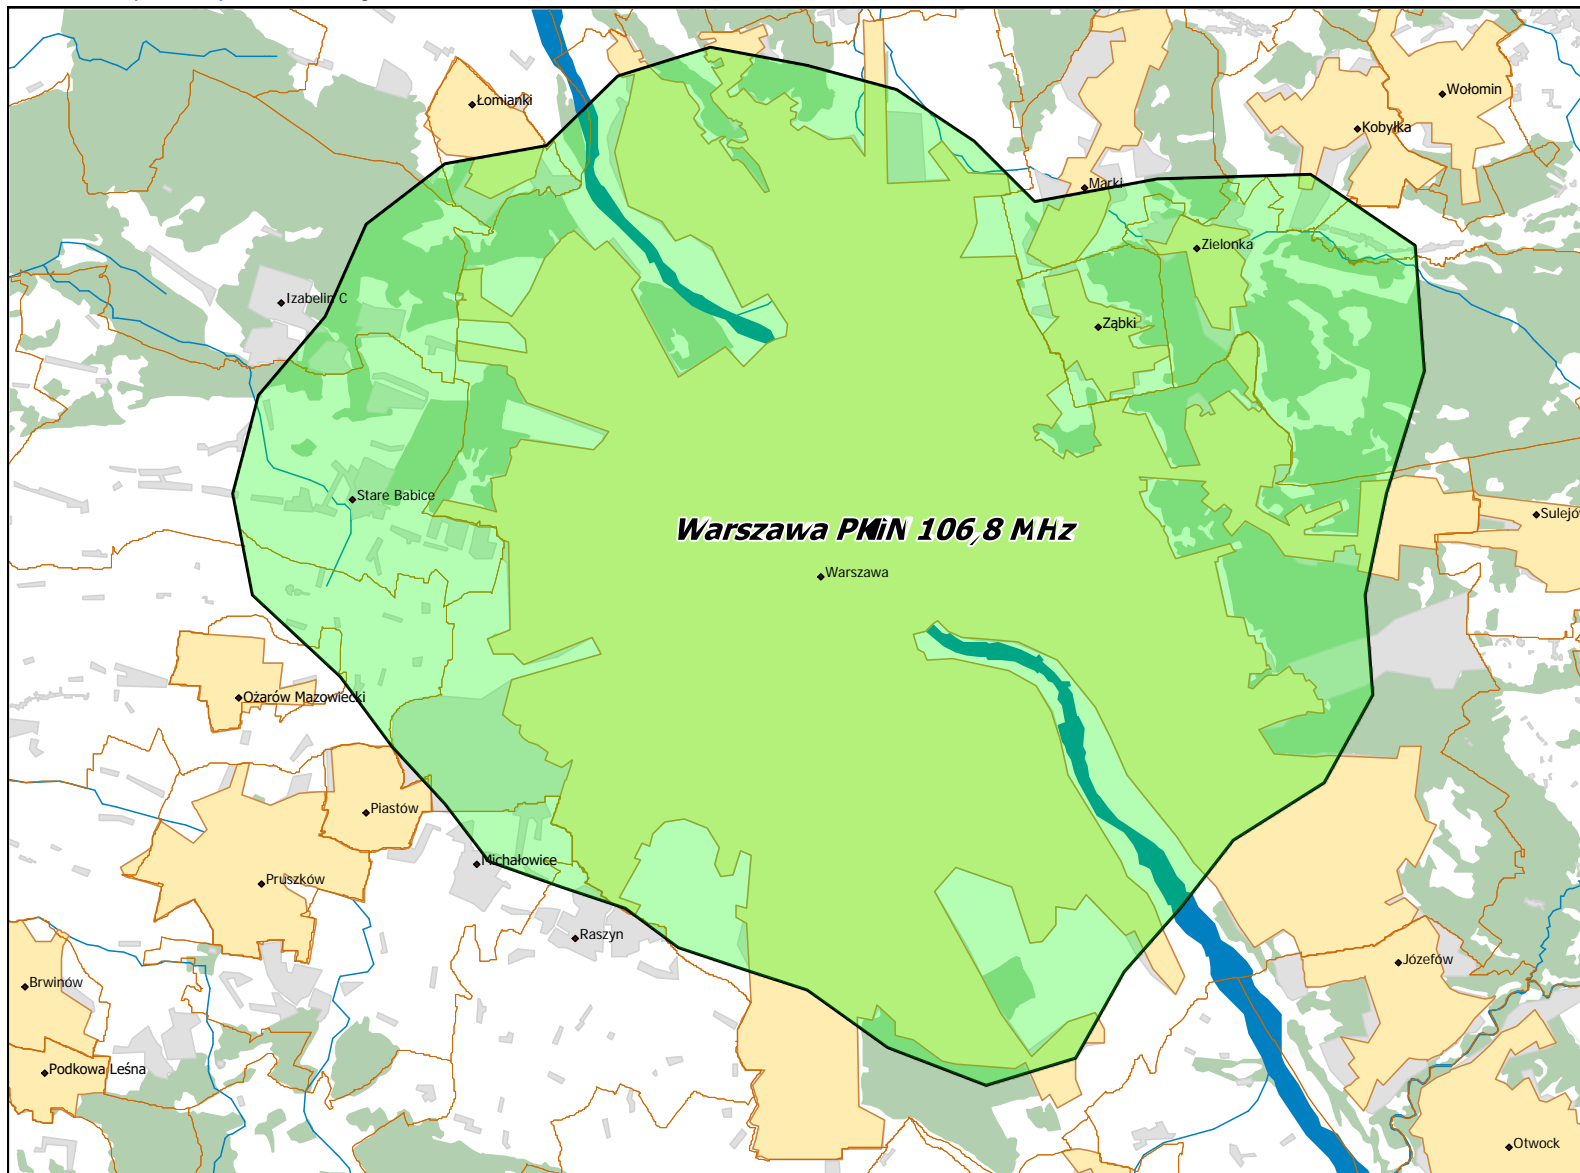 Łomianki
Wołomin
Kobyłka
Marki
Zielonka
Izabelin C
Ząbki
Stare Babice
Sulejów
Warszawa PKiN 106,8 MHz
Warszawa
Ożarów Mazowiecki
Piastów
Michałowice
Pruszków
Raszyn
Józefów
Brwinów
Podkowa Leśna
Otwock